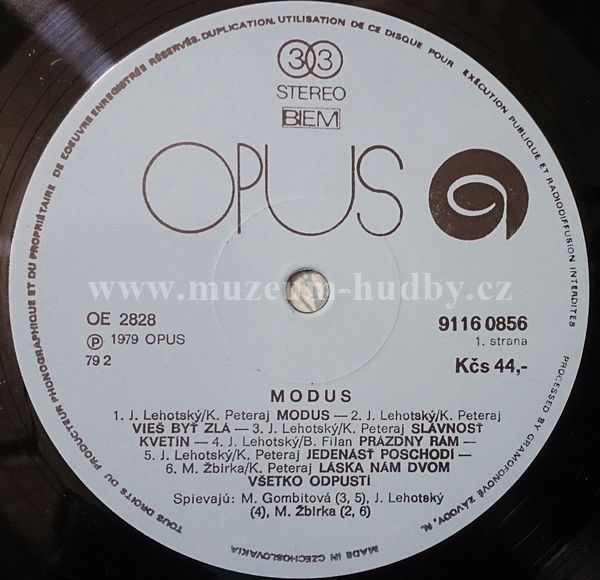 TOUS DROITS DU PRODUCTEUR PHONOGRAPHIQUE ET DU PROPRIÉTAIRE DE L'OEUVRE ENREGISTRÉE RÉSERVÉS. DUPLICATION, UTILISATION DE CE DISQUE POUR EXÉCUTION PUBLIQUE ET RADIODIFFUSION INTERDITES
PROCESSED BY GRAMOFONOVÉ ZÁVODY, N.
33
STEREO
BIEM
OPUS
www.muzeum-hudby.cz
OE 2828
Ⓟ 1979 OPUS
79 2
9116 0856
1. strana
Kčs 44,-
MODUS
1. J. Lehotský/K. Peteraj MODUS — 2. J. Lehotský/K. Peteraj
VIEŠ BYŤ ZLÁ — 3. J. Lehotský/K. Peteraj SLÁVNOSŤ
KVETÍN — 4. J. Lehotský/B. Filan PRÁZDNY RÁM —
5. J. Lehotský/K. Peteraj JEDENÁSŤ POSCHODÍ —
6. M. Žbirka/K. Peteraj LÁSKA NÁM DVOM
VŠETKO ODPUSTÍ
Spievajú: M. Gombitová (3, 5), J. Lehotský
(4), M. Žbirka (2, 6)
MADE IN CZECHOSLOVAKIA